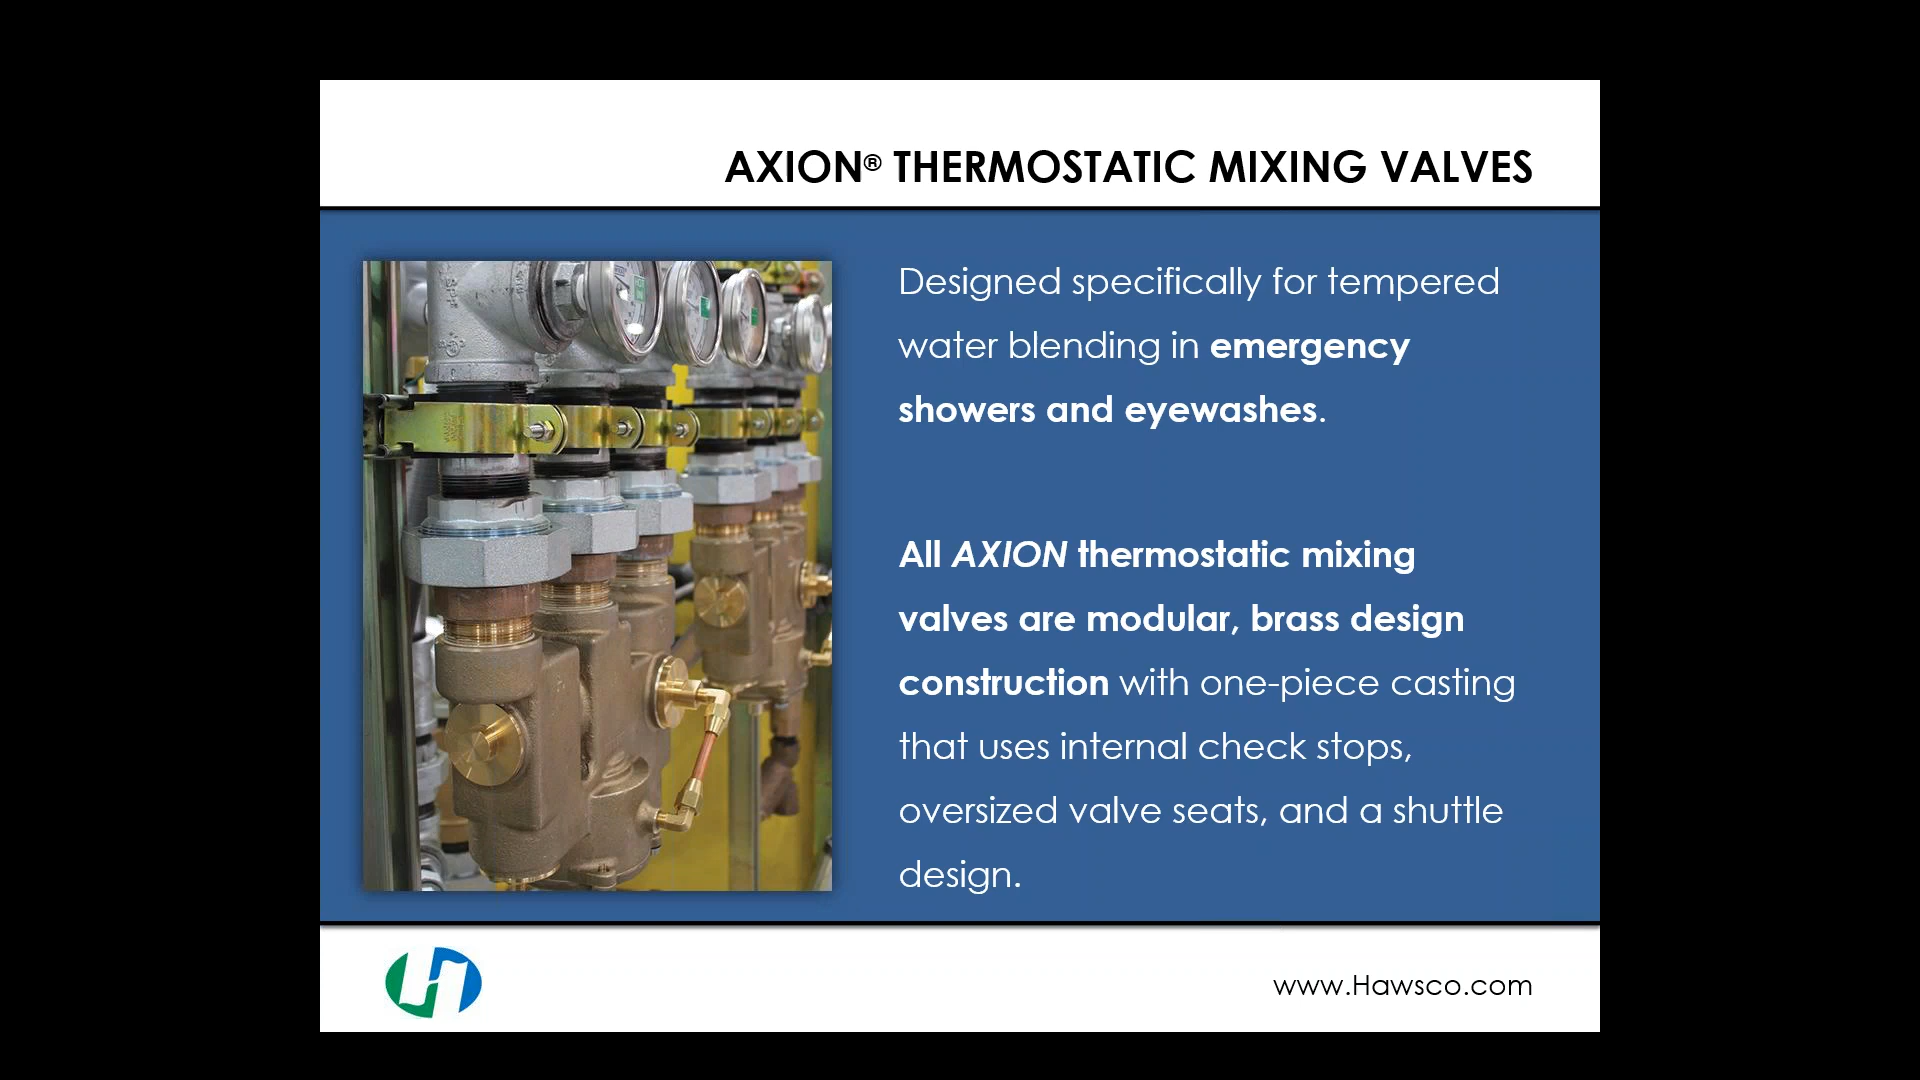 AXION® THERMOSTATIC MIXING VALVES
Designed specifically for tempered
water blending in emergency
showers and eyewashes.
All AXION thermostatic mixing
valves are modular, brass design
construction with one-piece casting
that uses internal check stops,
oversized valve seats, and a shuttle
design.
www.Hawsco.com